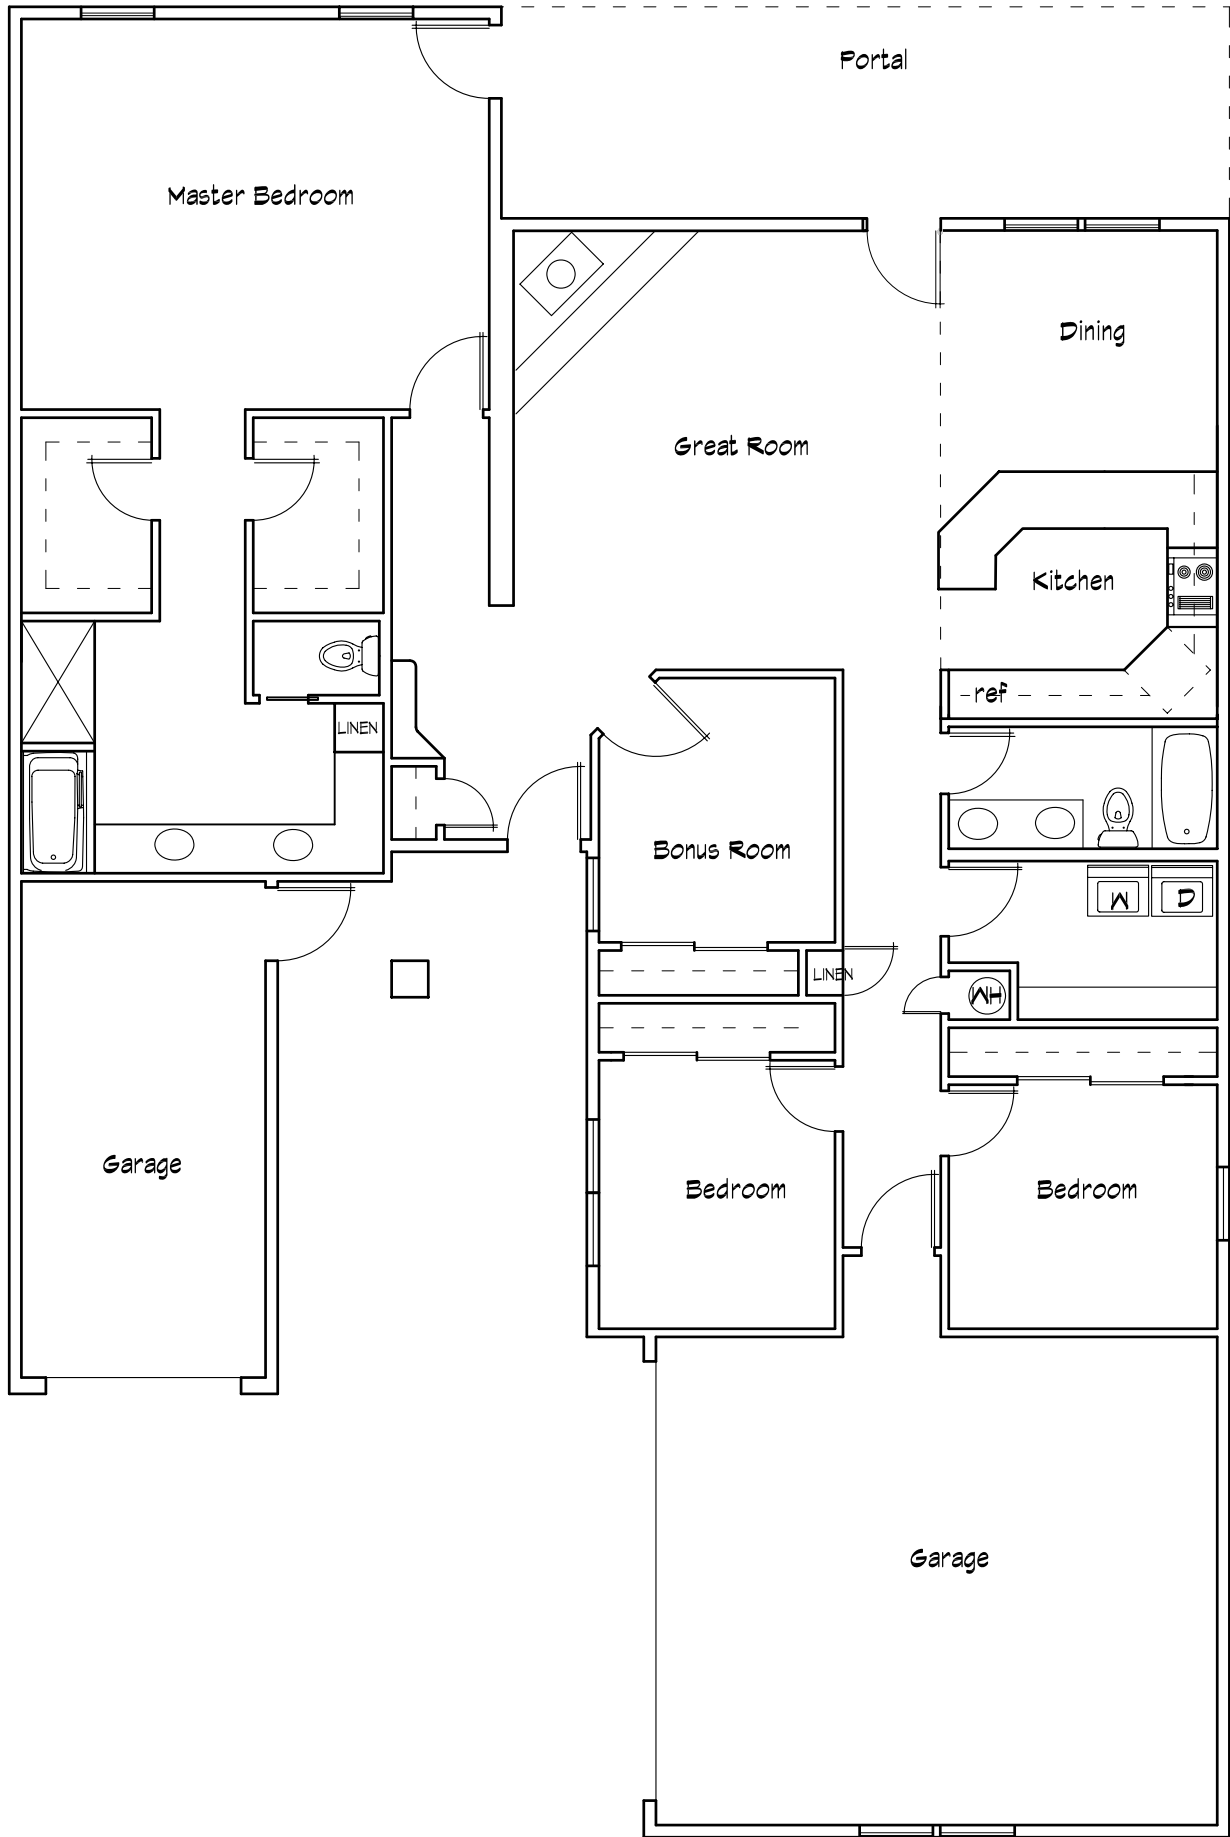 Portal
Master Bedroom
Dining
Great Room
Kitchen
ref
LINEN
Bonus Room
W
D
LINEN
WH
Garage
Bedroom
Bedroom
Garage